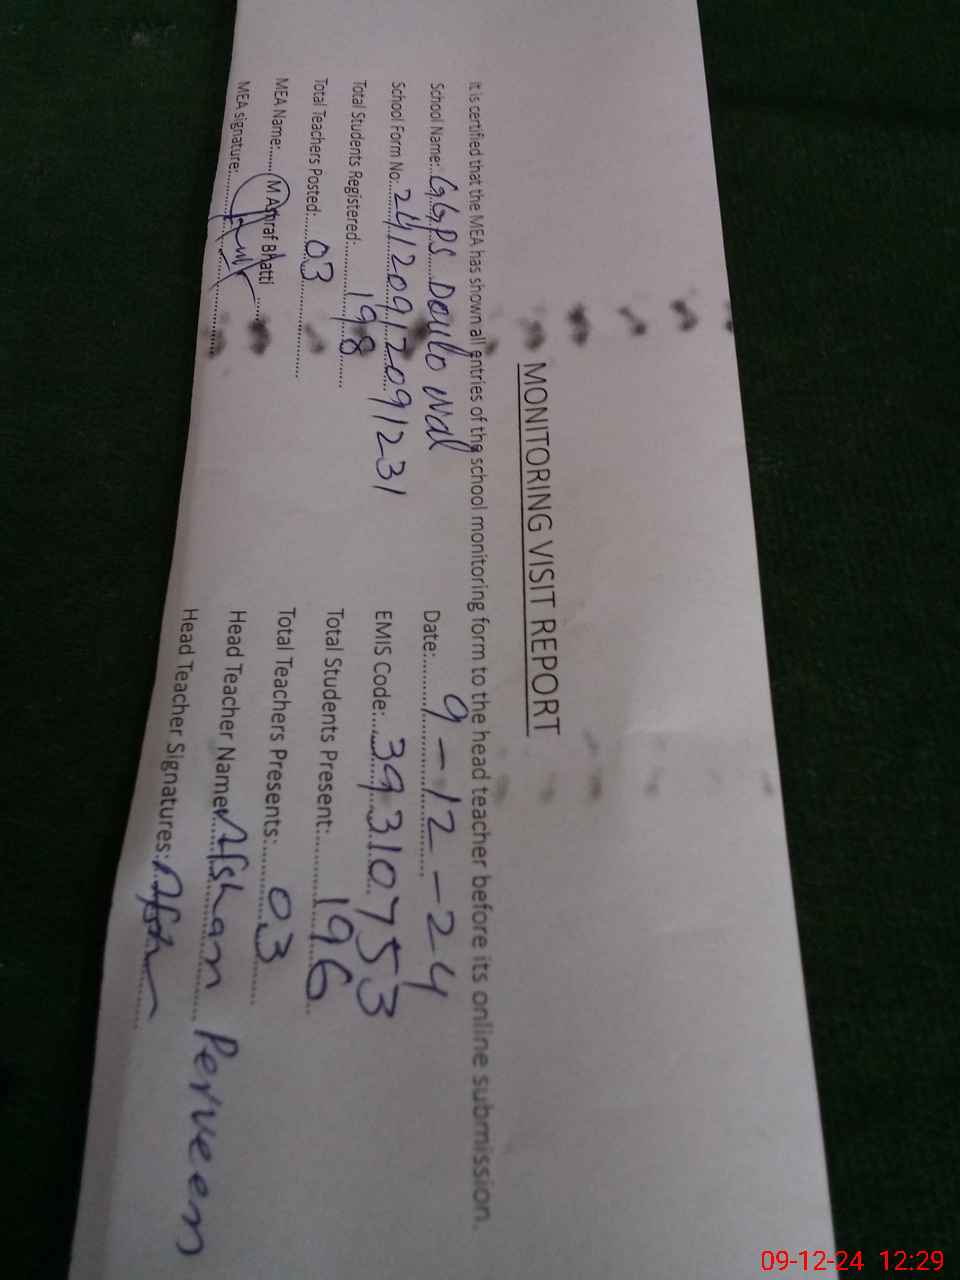 MONITORING VISIT REPORT
It is certified that the MEA has shown all entries of the school monitoring form to the head teacher before its online submission.
School Name: GGPS Doulo wal Date: 9-12-24
School Form No: 24120912091231 EMIS Code: 39310753
Total Students Registered: 198 Total Students Present: 196
Total Teachers Posted: 03 Total Teachers Presents: 03
MEA Name: M Ashraf Bhatti Head Teacher Name: Afshan Perveen
MEA signature: Head Teacher Signatures: Afshan
09-12-24 12:29